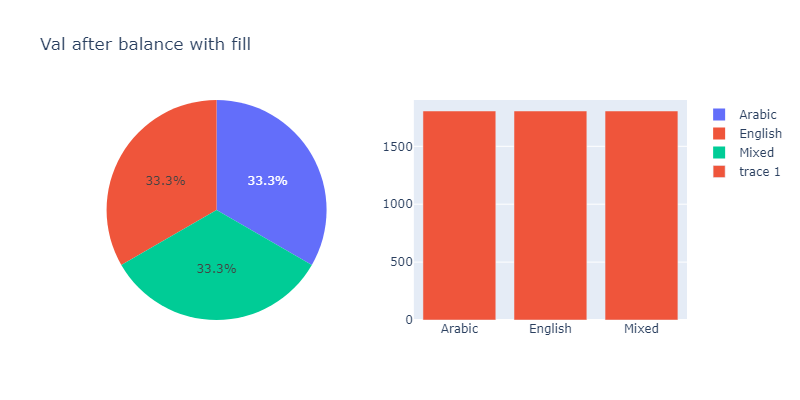 Val after balance with fill
33.3%
33.3%
33.3%
1500
1000
500
0
Arabic
English
Mixed
Arabic
English
Mixed
trace 1